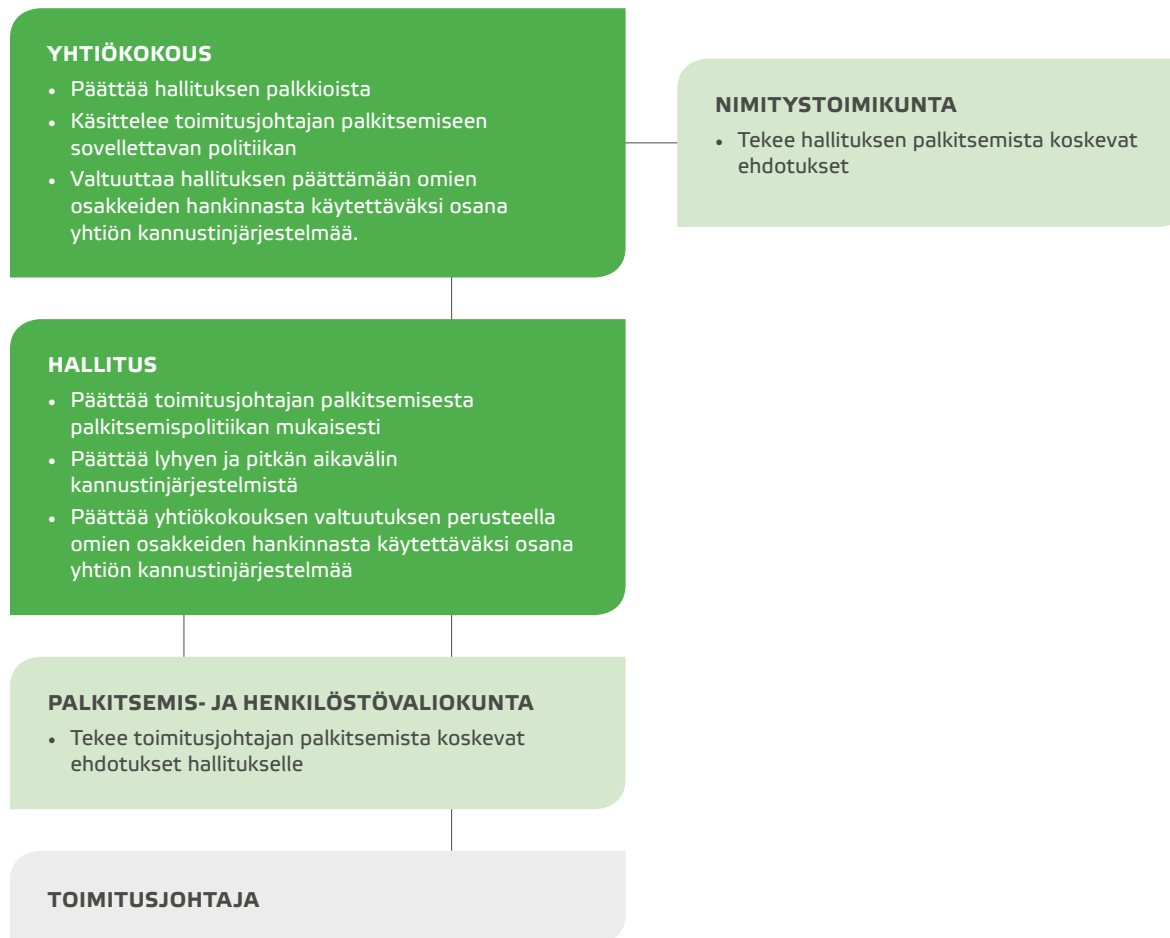 YHTIÖKOKOUS
• Päättää hallituksen palkkioista
• Käsittelee toimitusjohtajan palkitsemiseen
sovellettavan politiikan
• Valtuuttaa hallituksen päättämään omien
osakkeiden hankinnasta käytettäväksi osana
yhtiön kannustinjärjestelmää.
NIMITYSTOIMIKUNTA
• Tekee hallituksen palkitsemista koskevat
ehdotukset
HALLITUS
• Päättää toimitusjohtajan palkitsemisesta
palkitsemispolitiikan mukaisesti
• Päättää lyhyen ja pitkän aikavälin
kannustinjärjestelmistä
• Päättää yhtiökokouksen valtuutuksen perusteella
omien osakkeiden hankinnasta käytettäväksi osana
yhtiön kannustinjärjestelmää
PALKITSEMIS- JA HENKILÖSTÖVALIOKUNTA
• Tekee toimitusjohtajan palkitsemista koskevat
ehdotukset hallitukselle
TOIMITUSJOHTAJA